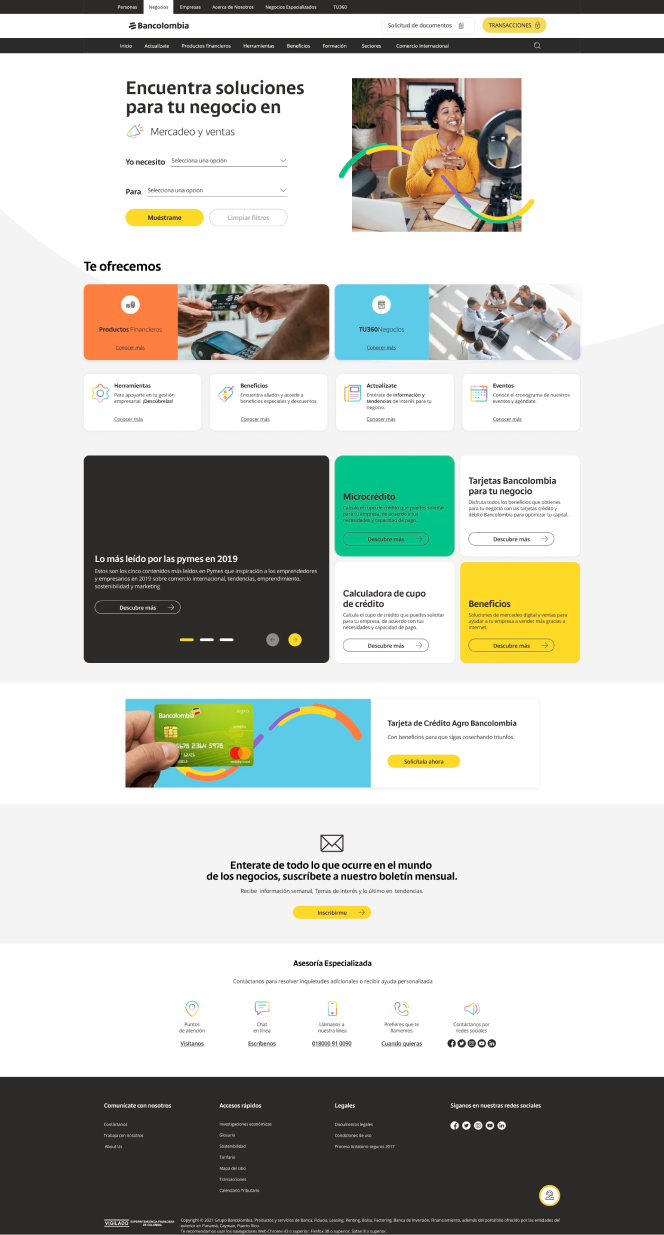 Personas Negocios Empresas Acerca de Nosotros Negocios Especializados TU360
Bancolombia
Solicitud de documentos
TRANSACCIONES
Inicio Actualízate Productos financieros Herramientas Beneficios Formación Sectores Comercio Internacional
Encuentra soluciones
para tu negocio en
Mercadeo y ventas
Yo necesito Selecciona una opción
Para Selecciona una opción
Muéstrame Limpiar filtros
Te ofrecemos
Productos Financieros
Conocer más
TU360Negocios
Conocer más
Herramientas
Para apoyarte en tu gestión
empresarial. ¡Descúbrelas!
Conocer más
Beneficios
Encuentra aliados y accede a
beneficios especiales y descuentos.
Conocer más
Actualízate
Entérate de información y
tendencias de interés para tu
negocio.
Conocer más
Eventos
Conoce el cronograma de nuestros
eventos y agéndate.
Conocer más
Lo más leído por las pymes en 2019
Estos son los cinco contenidos más leídos en Pymes que inspiración a los emprendedores
y empresarios en 2019 sobre comercio internacional, tendencias, emprendimiento,
sostenibilidad y marketing
Descubre más
Microcrédito
Calcula el cupo de crédito que puedes solicitar
para tu empresa, de acuerdo a tus
necesidades y capacidad de pago.
Descubre más
Tarjetas Bancolombia
para tu negocio
Disfruta todos los beneficios que obtienes
para tu negocio con las tarjetas crédito y
débito Bancolombia para optimizar tu capital.
Descubre más
Calculadora de cupo
de crédito
Calcula el cupo de crédito que puedes solicitar
para tu empresa, de acuerdo con tus
necesidades y capacidad de pago.
Descubre más
Beneficios
Soluciones de mercadeo digital y ventas para
ayudar a tu empresa a vender más gracias a
internet.
Descubre más
Bancolombia
Agro
5678 2364 5978
Tarjeta de Crédito Agro Bancolombia
Con beneficios para que sigas cosechando triunfos
Solicítala ahora
Enterate de todo lo que ocurre en el mundo
de los negocios, suscríbete a nuestro boletín mensual.
Recibe información semanal, Temas de interés y lo último en tendencias.
Inscribirme
Asesoría Especializada
Contáctanos para resolver inquietudes adicionales o recibir ayuda personalizada
Puntos
de atención
Visítanos
Chat
en línea
Escríbenos
Llámanos a
nuestra línea
018000 91 0090
Prefieres que te
llamemos
Cuando quieras
Contáctanos por
redes sociales
Comunícate con nosotros
Contáctanos
Trabaja con nosotros
About Us
Accesos rápidos
Investigaciones económicas
Glosario
Sostenibilidad
Tarifario
Mapa del sitio
Transacciones
Calendario Tributario
Legales
Documentos legales
Condiciones de uso
Proceso Solidario seguros 2017
Síganos en nuestras redes sociales
VIGILADO SUPERINTENDENCIA FINANCIERA
DE COLOMBIA
Copyright © 2021 Grupo Bancolombia. Productos y servicios de Banca, Fiducia, Leasing, Renting, Bolsa, Factoring, Banca de Inversión, Financiamiento, además del portafolio ofrecido por las entidades del
exterior en Panamá, Cayman, Puerto Rico.
Te recomendamos usar los navegadores Web Chrome 43 o superior, Firefox 38 o superior, Safari 9 o superior.